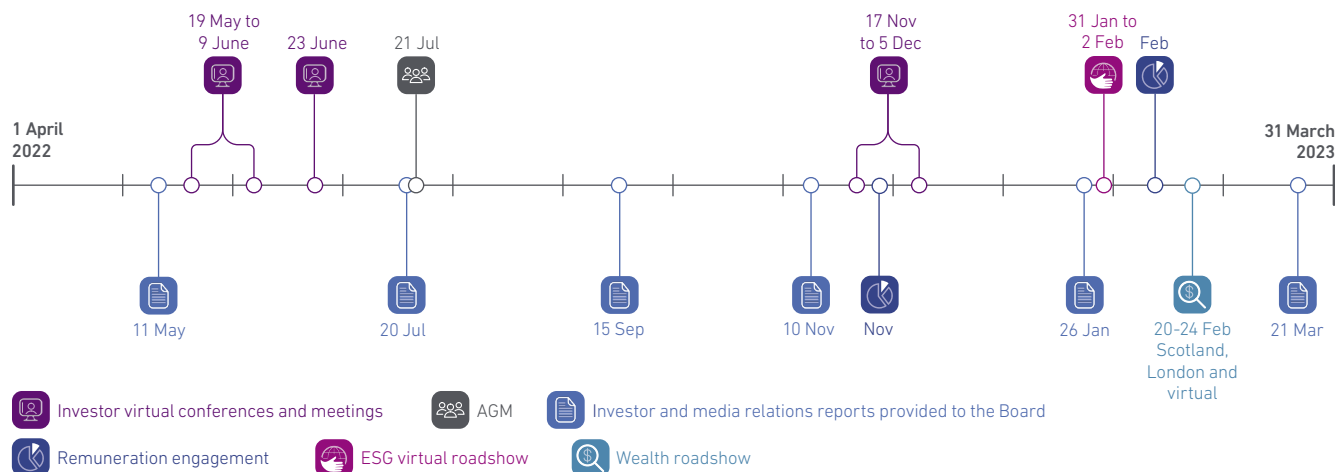 19 May to
9 June
23 June
21 Jul
17 Nov
to 5 Dec
31 Jan to
2 Feb
Feb
1 April
2022
31 March
2023
11 May
20 Jul
15 Sep
10 Nov
Nov
26 Jan
20-24 Feb
Scotland,
London and
virtual
21 Mar
Investor virtual conferences and meetings
AGM
Investor and media relations reports provided to the Board
Remuneration engagement
ESG virtual roadshow
Wealth roadshow